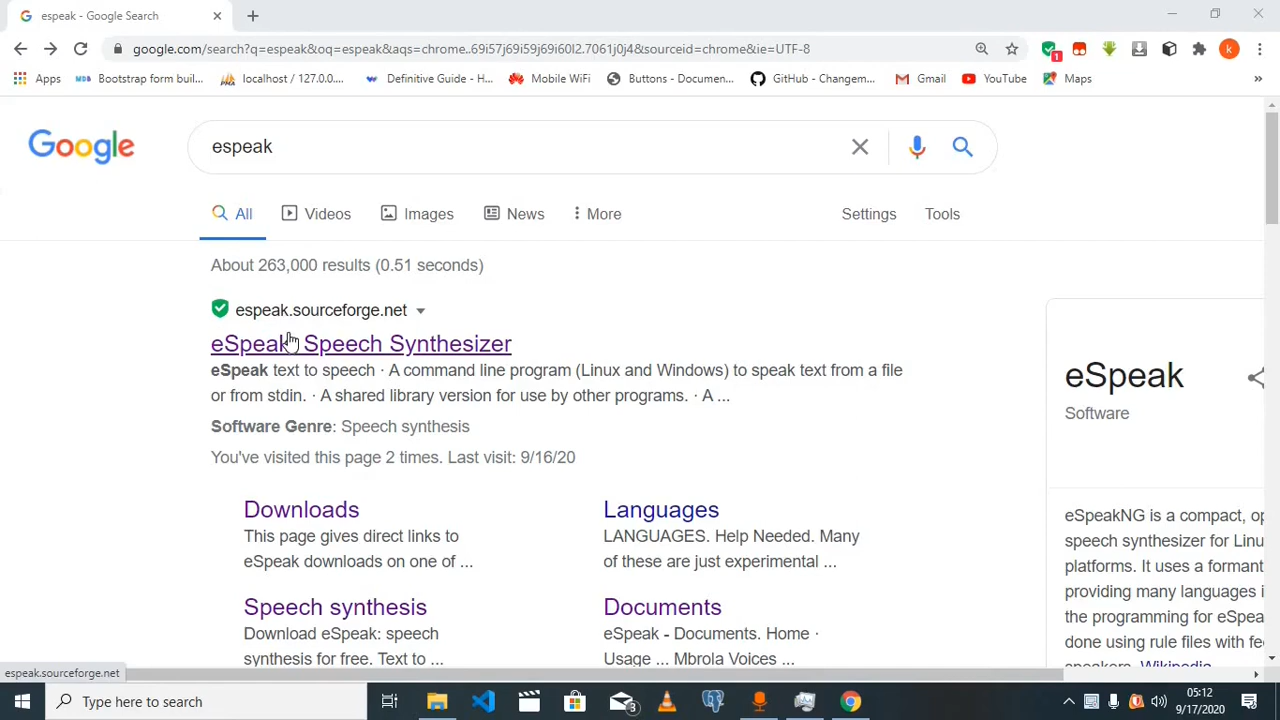 espeak - Google Search
google.com/search?q=espeak&oq=espeak&aqs=chrome..69i57j69i59j69i60l2.7061j0j4&sourceid=chrome&ie=UTF-8
1
k
Apps
Bootstrap form buil...
localhost / 127.0.0....
Definitive Guide - H...
Mobile WiFi
Buttons - Documen...
GitHub - Changem...
Gmail
YouTube
Maps
»
Google
espeak
All
Videos
Images
News
More
Settings
Tools
About 263,000 results (0.51 seconds)
espeak.sourceforge.net
eSpeak: Speech Synthesizer
eSpeak text to speech · A command line program (Linux and Windows) to speak text from a file
or from stdin. · A shared library version for use by other programs. · A ...
Software Genre: Speech synthesis
You've visited this page 2 times. Last visit: 9/16/20
Downloads
This page gives direct links to
eSpeak downloads on one of ...
Languages
LANGUAGES. Help Needed. Many
of these are just experimental ...
Speech synthesis
Download eSpeak: speech
synthesis for free. Text to ...
Documents
eSpeak - Documents. Home ·
Usage ... Mbrola Voices ...
eSpeak
Software
eSpeakNG is a compact, op
speech synthesizer for Linu
platforms. It uses a formant
providing many languages i
the programming for eSpea
done using rule files with fee
speakers. Wikipedia
espeak.sourceforge.net
Type here to search
3
05:12
9/17/2020